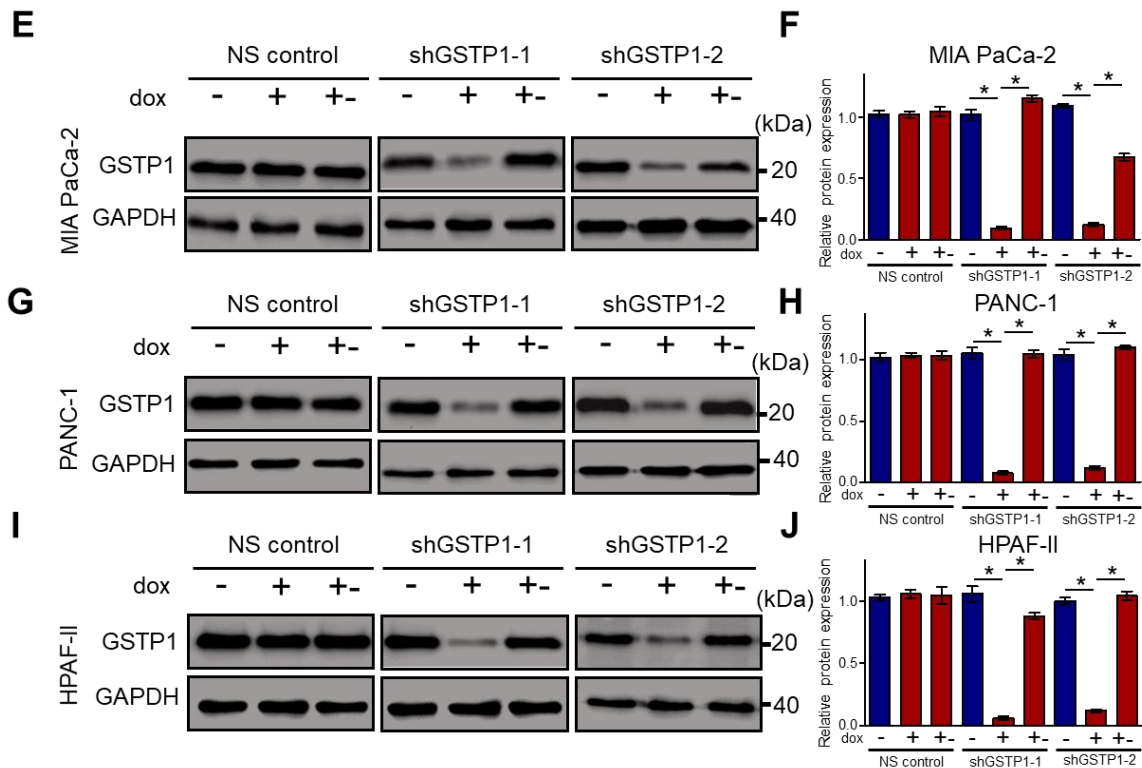 E
NS control shGSTP1-1 shGSTP1-2
dox - + +- - + +- - + +-
(kDa)
MIA PaCa-2
GSTP1 20
GAPDH 40
F
MIA PaCa-2
Relative protein expression
* * * *
1.0
0.5
0.0
dox - + +- - + +- - + +-
NS control shGSTP1-1 shGSTP1-2
G
NS control shGSTP1-1 shGSTP1-2
dox - + +- - + +- - + +-
(kDa)
PANC-1
GSTP1 20
GAPDH 40
H
PANC-1
Relative protein expression
* * * *
1.0
0.5
0.0
dox - + +- - + +- - + +-
NS control shGSTP1-1 shGSTP1-2
I
NS control shGSTP1-1 shGSTP1-2
dox - + +- - + +- - + +-
(kDa)
HPAF-II
GSTP1 20
GAPDH 40
J
HPAF-II
Relative protein expression
* * * *
1.0
0.5
0.0
dox - + +- - + +- - + +-
NS control shGSTP1-1 shGSTP1-2